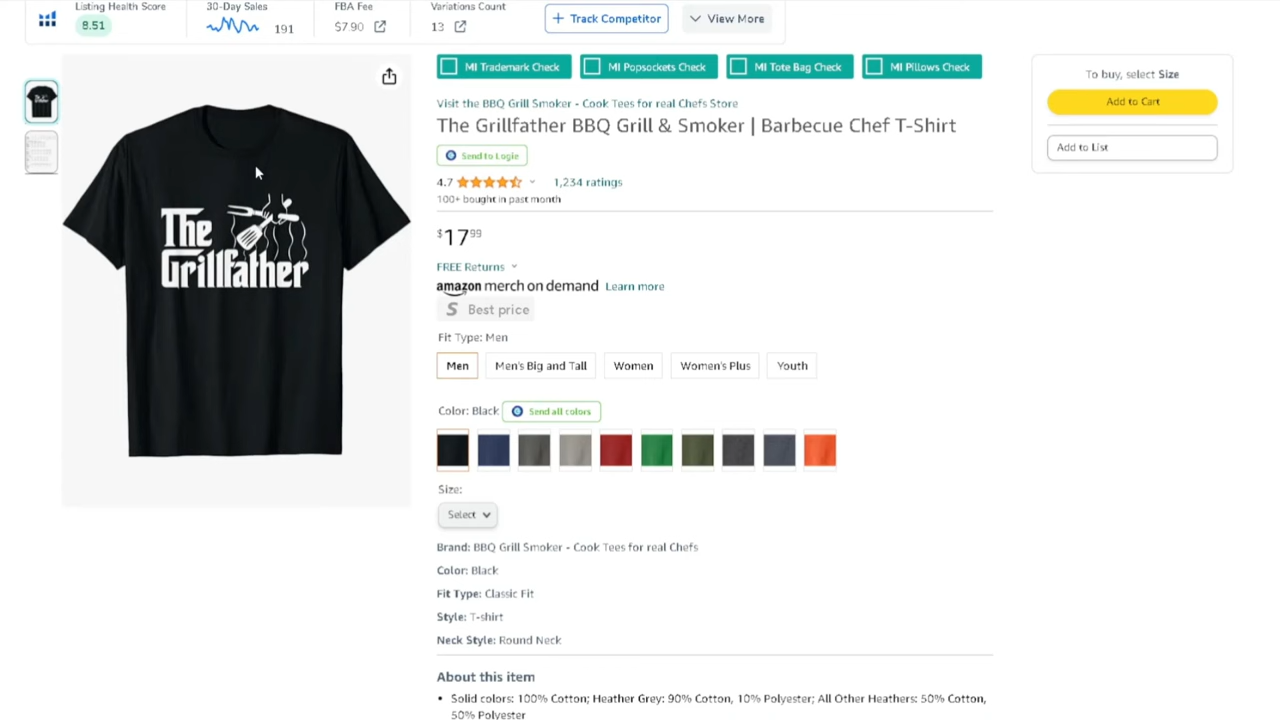 Listing Health Score
8.51
30-Day Sales
191
FBA Fee
$7.90
Variations Count
13
+ Track Competitor
View More
MI Trademark Check
MI Popsockets Check
MI Tote Bag Check
MI Pillows Check
To buy, select Size
Add to Cart
Add to List
Visit the BBQ Grill Smoker - Cook Tees for real Chefs Store
The Grillfather BBQ Grill & Smoker | Barbecue Chef T-Shirt
Send to Logie
4.7
1,234 ratings
100+ bought in past month
$17 99
FREE Returns
amazon merch on demand Learn more
S Best price
The
Grillfather
Fit Type: Men
Men
Men's Big and Tall
Women
Women's Plus
Youth
Color: Black
Send all colors
Size:
Select
Brand: BBQ Grill Smoker - Cook Tees for real Chefs
Color: Black
Fit Type: Classic Fit
Style: T-shirt
Neck Style: Round Neck
About this item
• Solid colors: 100% Cotton; Heather Grey: 90% Cotton, 10% Polyester; All Other Heathers: 50% Cotton,
50% Polyester